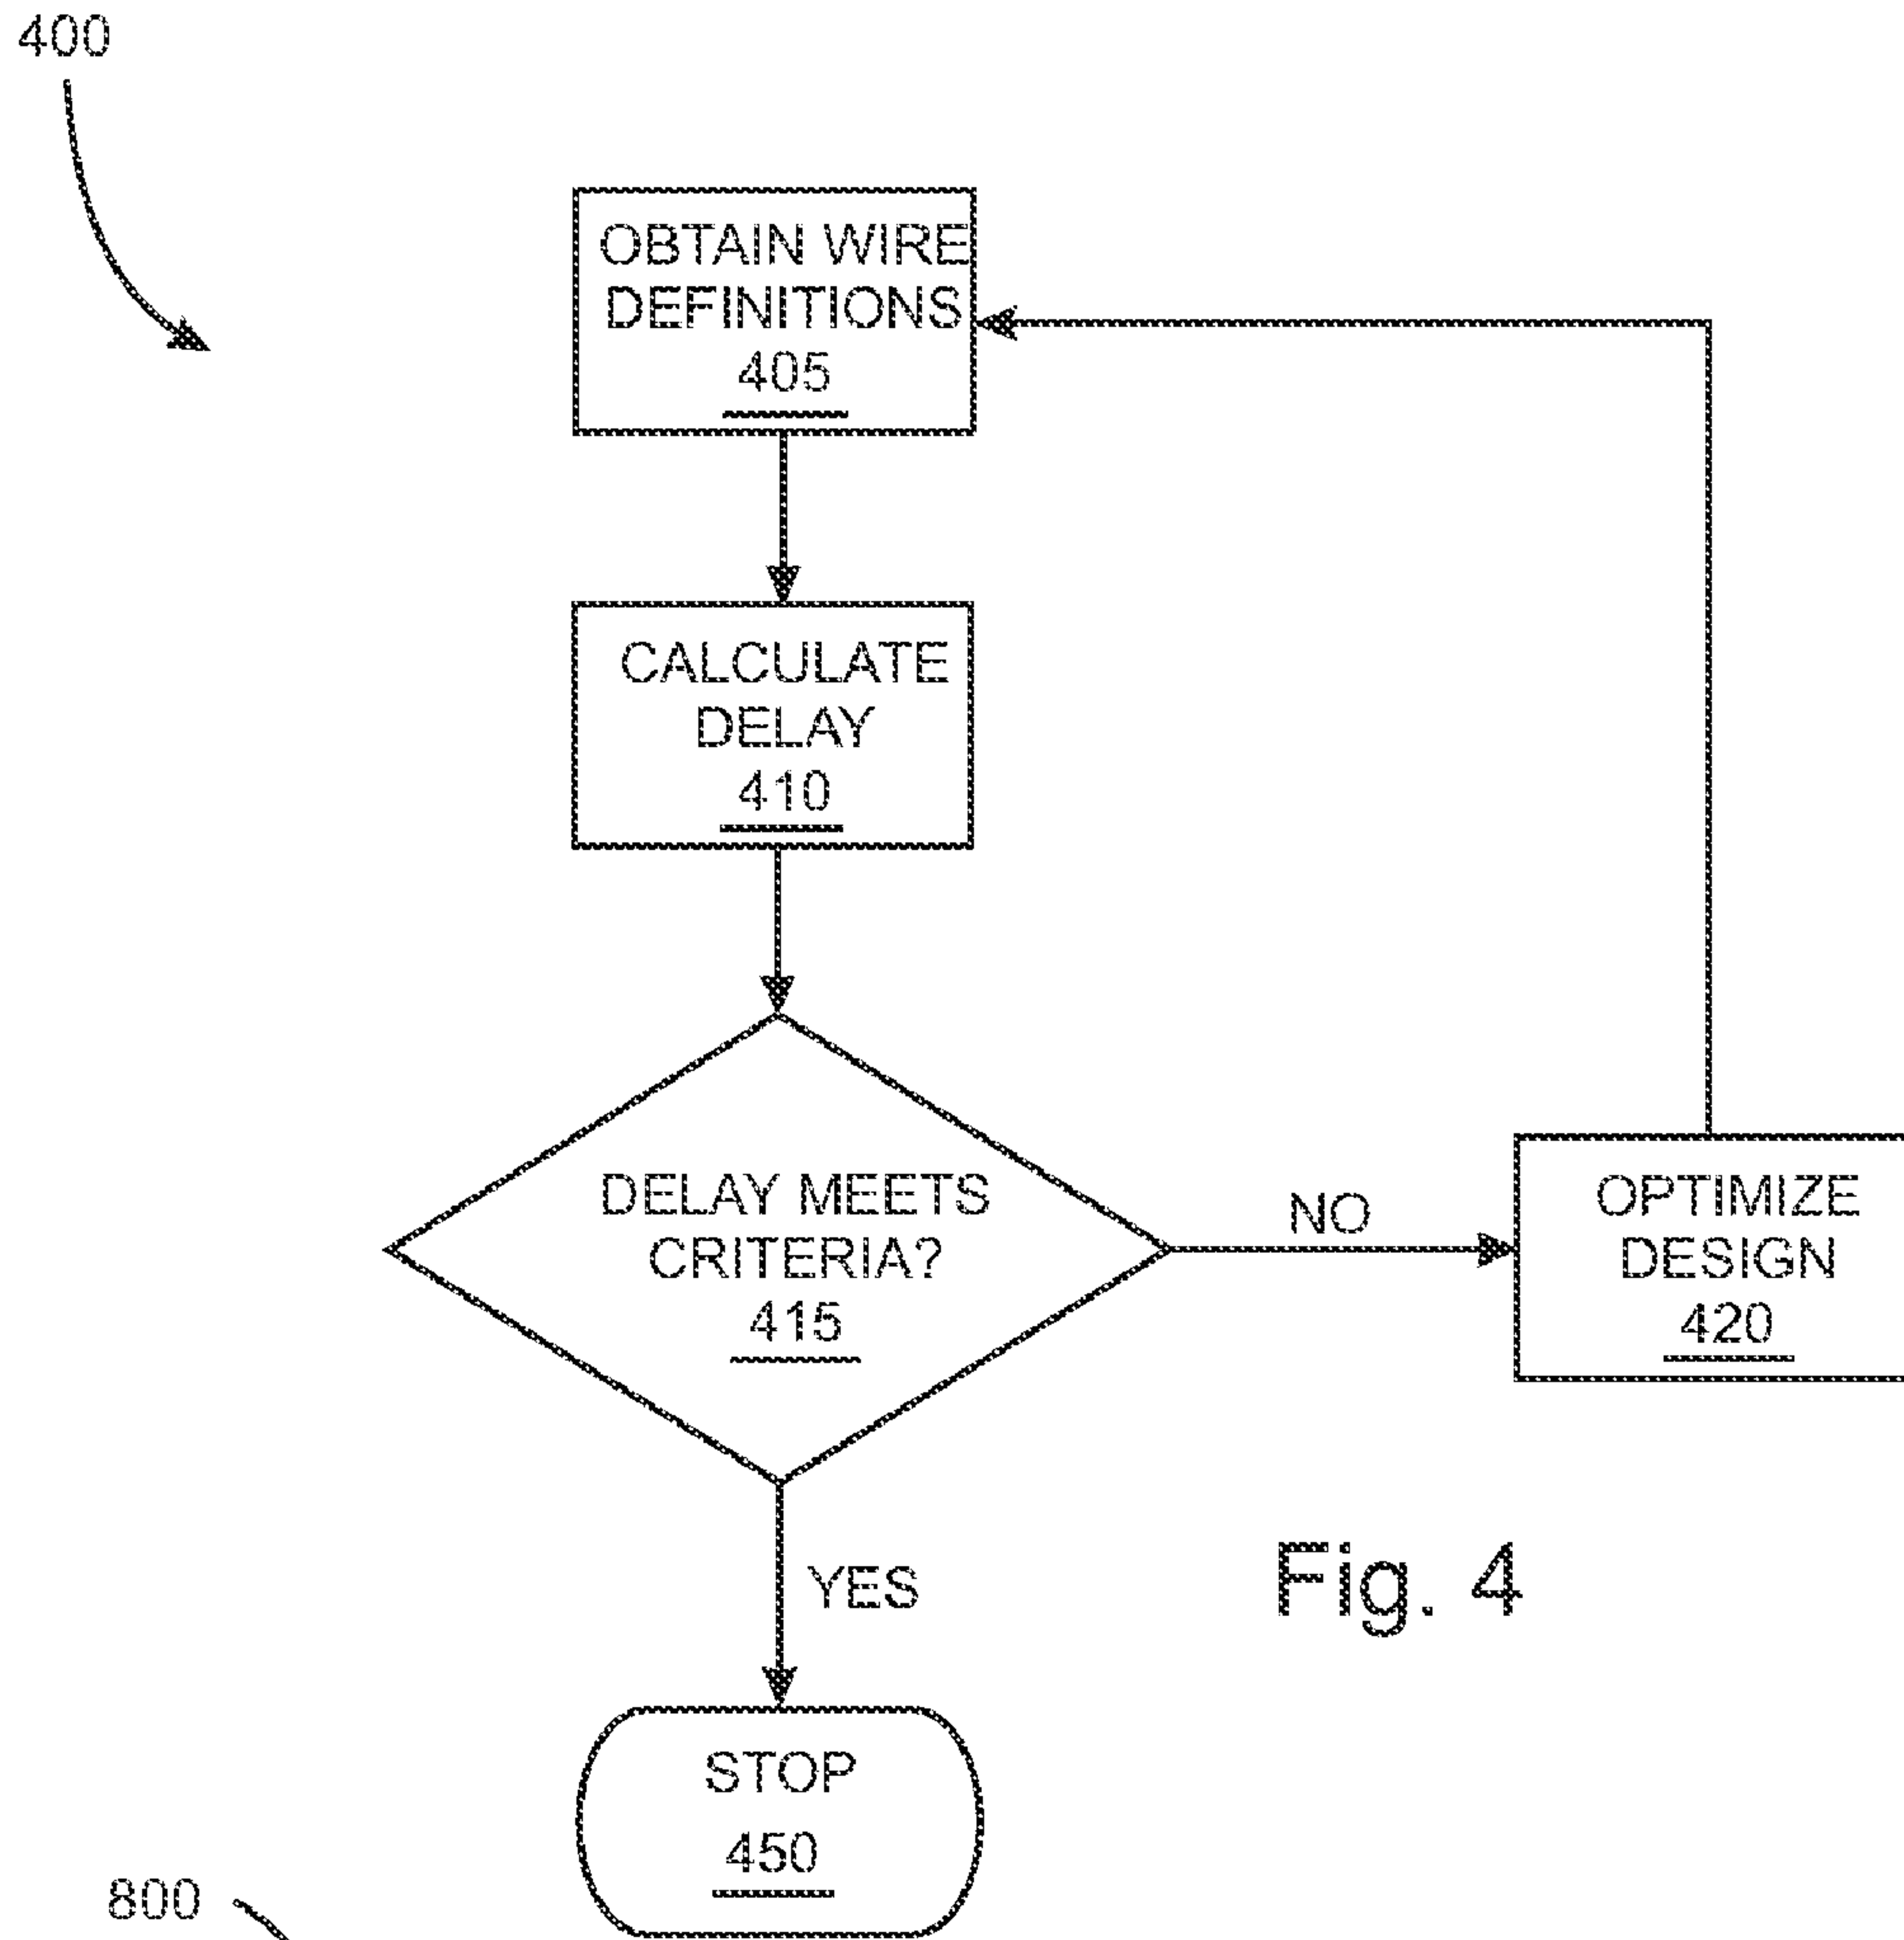 400
OBTAIN WIRE
DEFINITIONS
405
CALCULATE
DELAY
410
DELAY MEETS
CRITERIA?
415
NO
OPTIMIZE
DESIGN
420
YES
Fig. 4
STOP
450
800